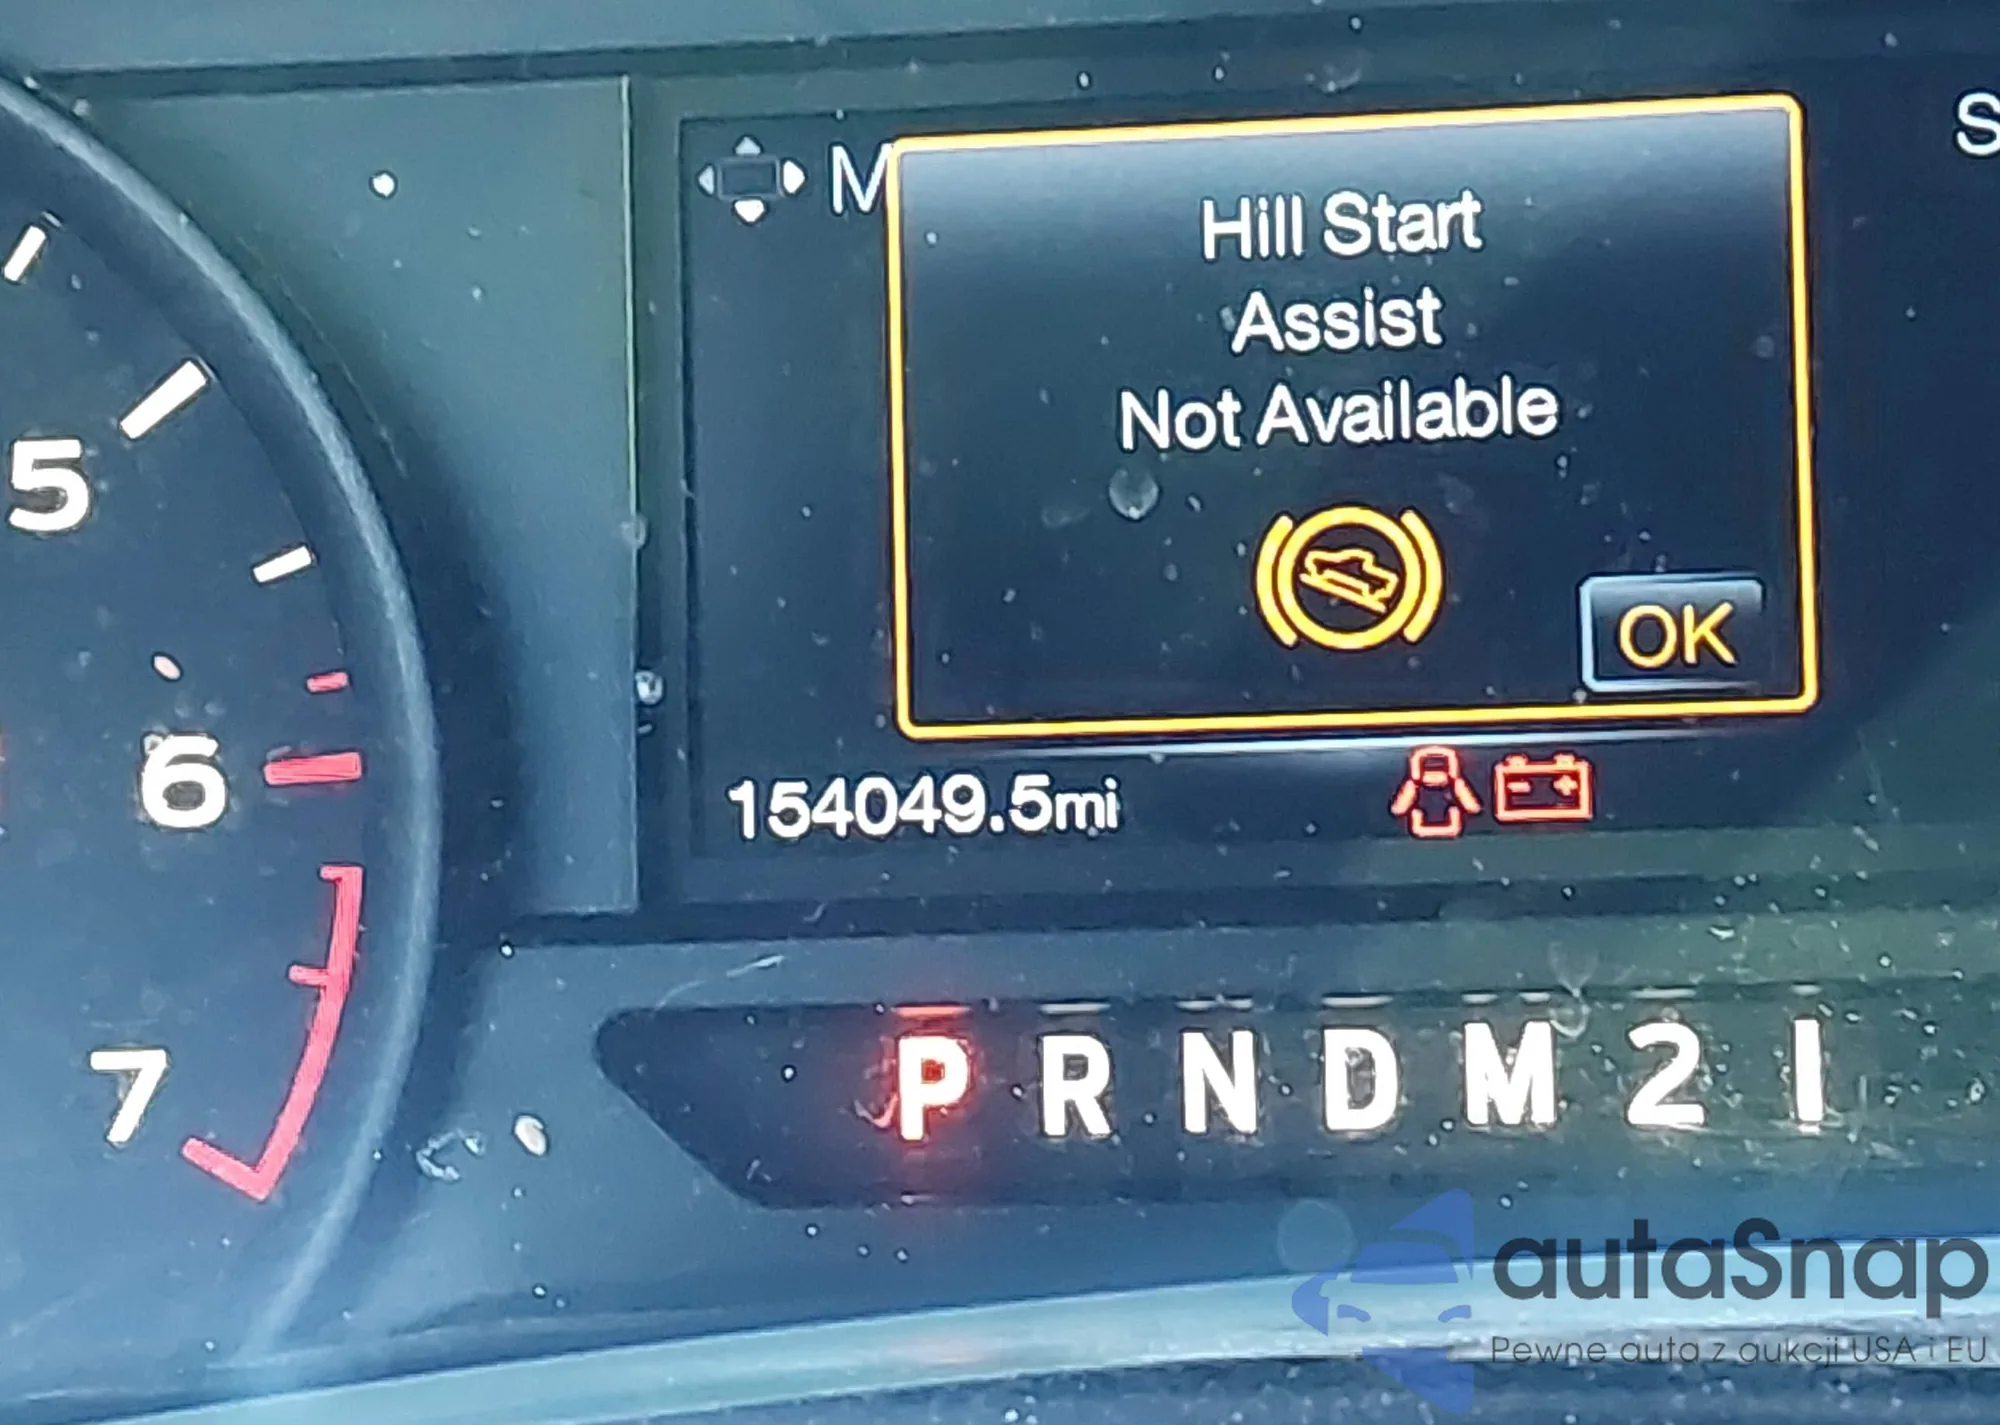 M
S
Hill Start
Assist
Not Available
OK
5
6
7
154049.5mi
P R N D M 2 1
autaSnap
Pewne auta z aukcji USA i EU